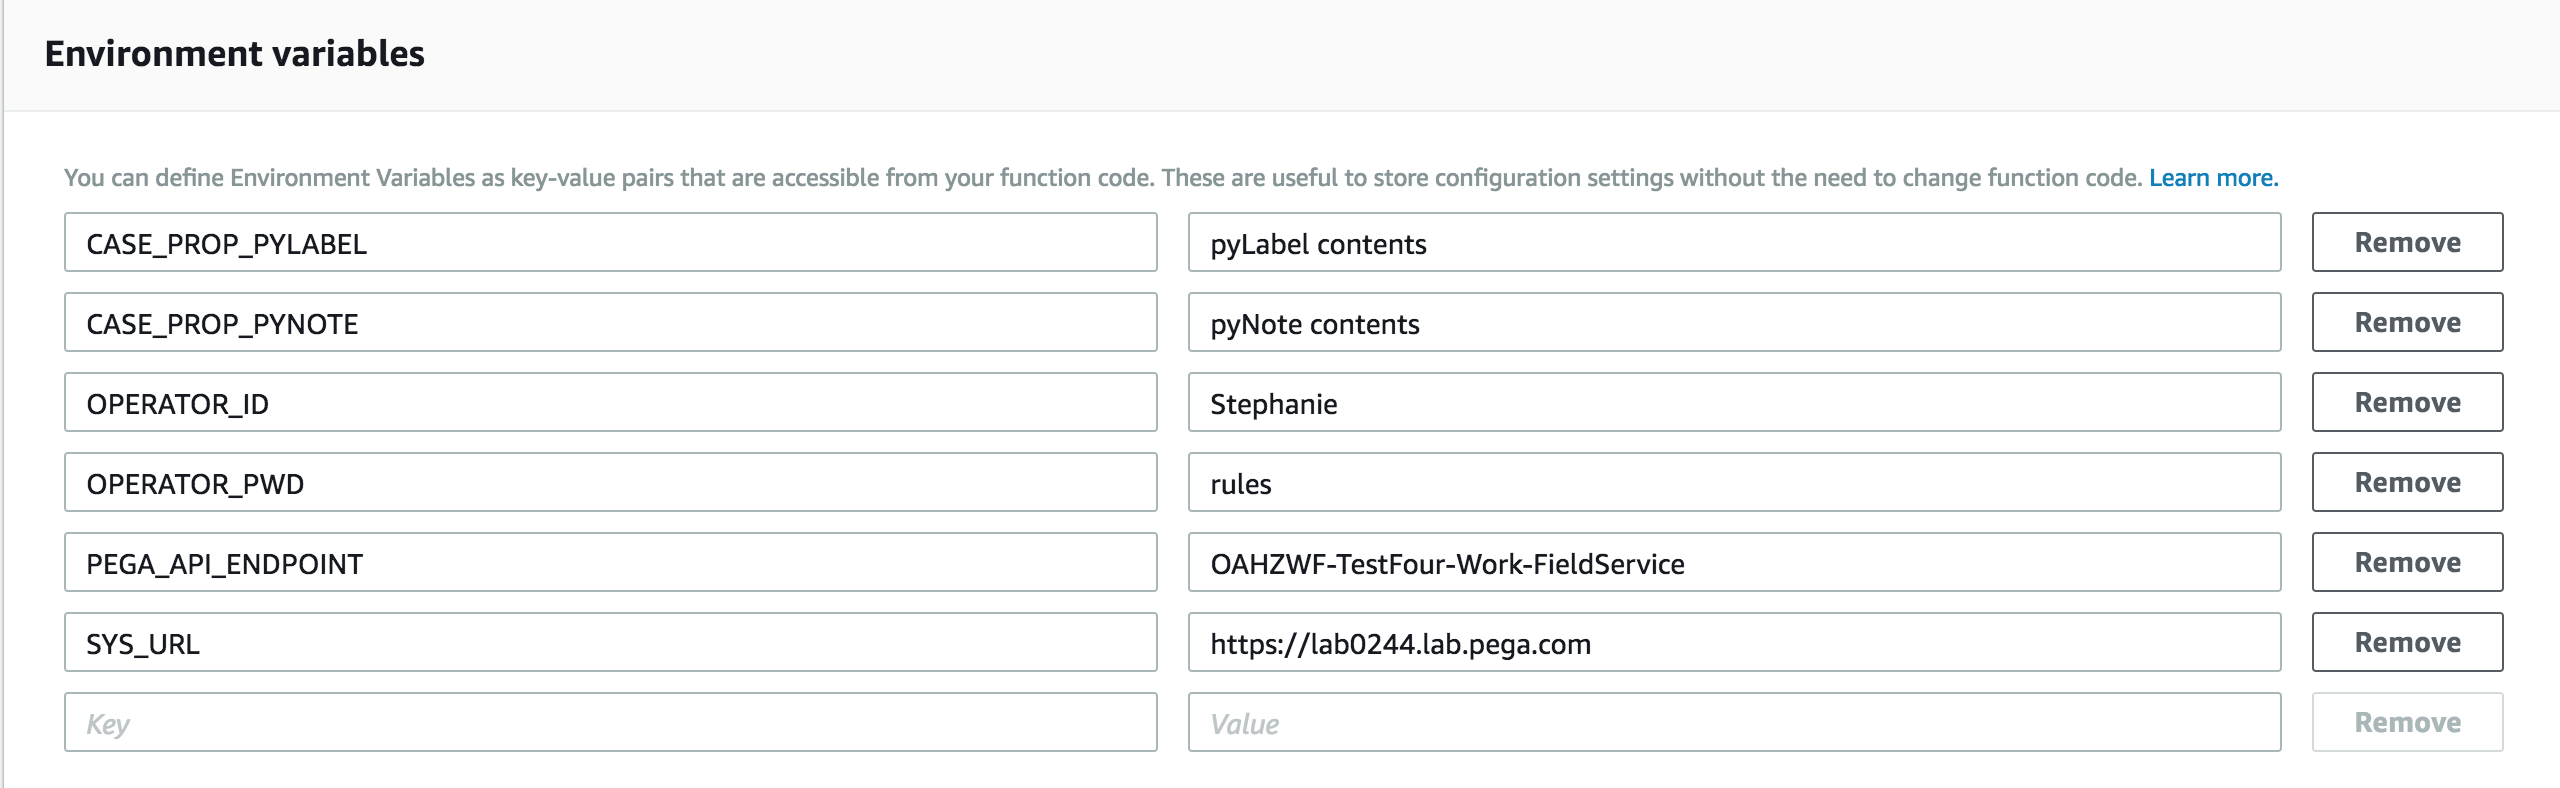 Environment variables
You can define Environment Variables as key-value pairs that are accessible from your function code. These are useful to store configuration settings without the need to change function code. Learn more.
CASE_PROP_PYLABEL pyLabel contents Remove
CASE_PROP_PYNOTE pyNote contents Remove
OPERATOR_ID Stephanie Remove
OPERATOR_PWD rules Remove
PEGA_API_ENDPOINT OAHZWF-TestFour-Work-FieldService Remove
SYS_URL https://lab0244.lab.pega.com Remove
Key Value Remove